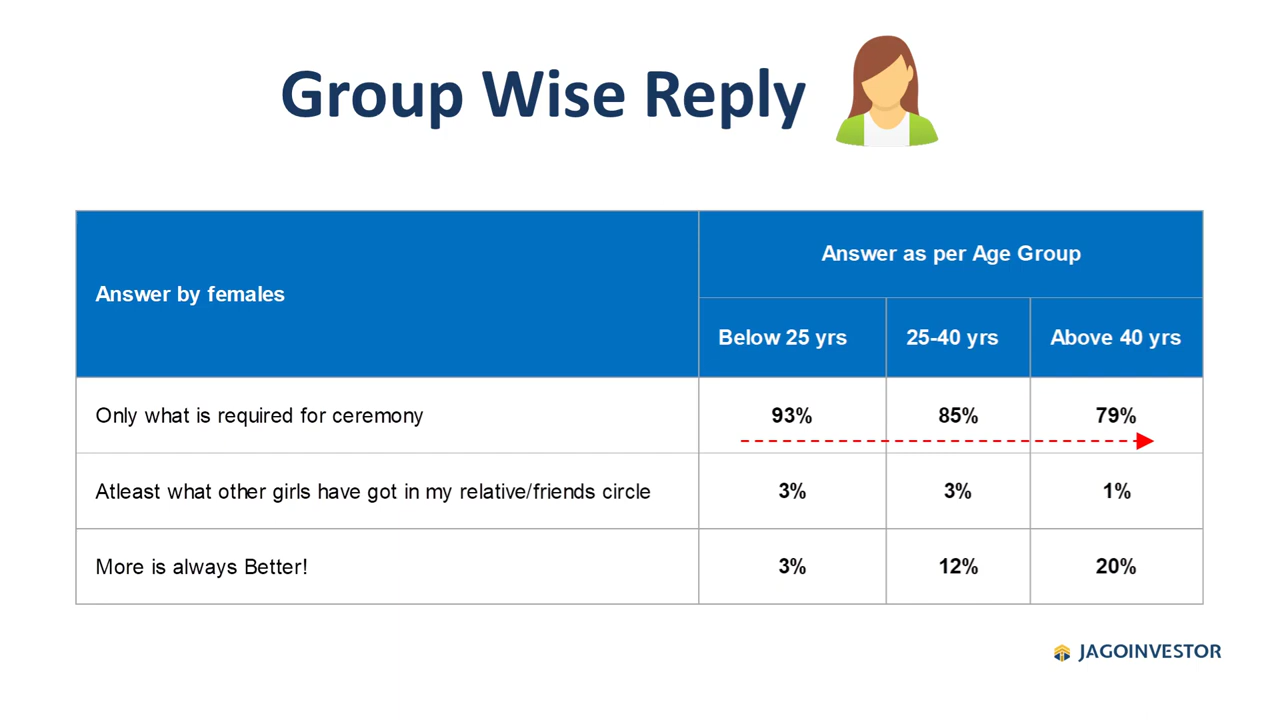 Group Wise Reply
Answer by females
Answer as per Age Group
Below 25 yrs 25-40 yrs Above 40 yrs
Only what is required for ceremony 93% 85% 79%
Atleast what other girls have got in my relative/friends circle 3% 3% 1%
More is always Better! 3% 12% 20%
JAGOINVESTOR